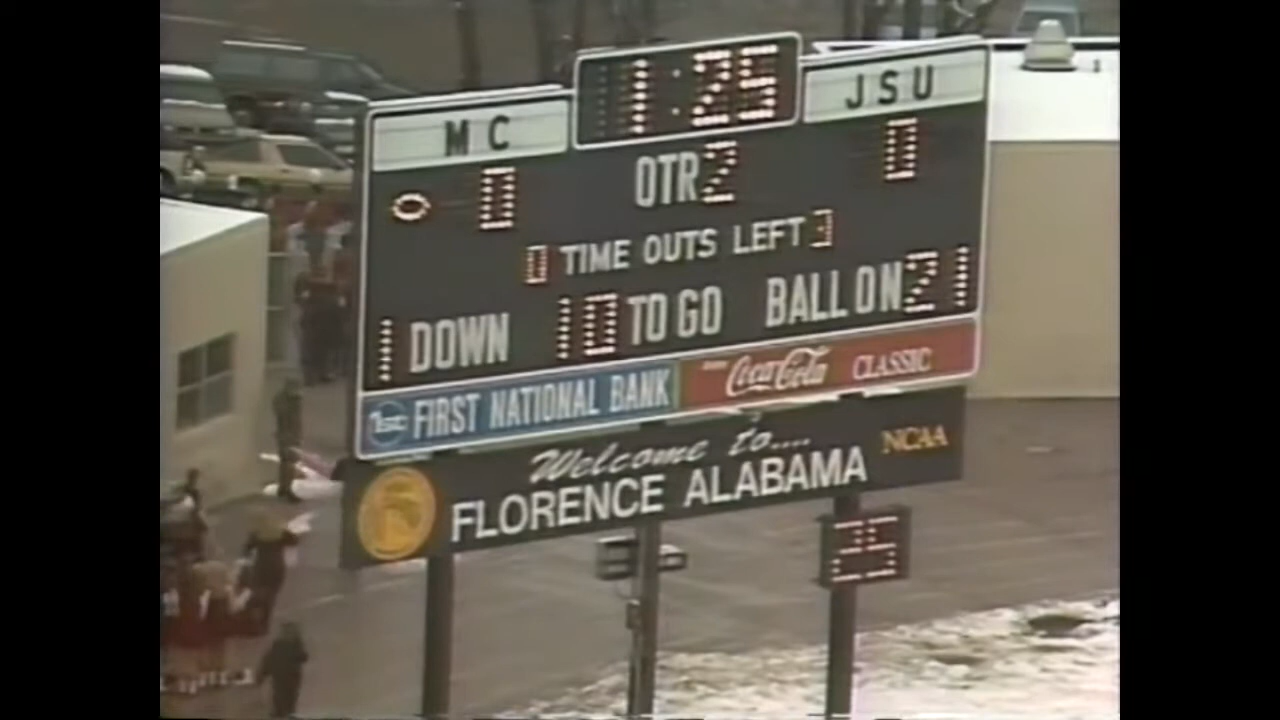 1:25
MC JSU
0 QTR 2 0
0 TIME OUTS LEFT 3
1 DOWN 10 TO GO BALL ON 21
1st FIRST NATIONAL BANK Coca-Cola CLASSIC
Welcome to....
NCAA
FLORENCE ALABAMA
25